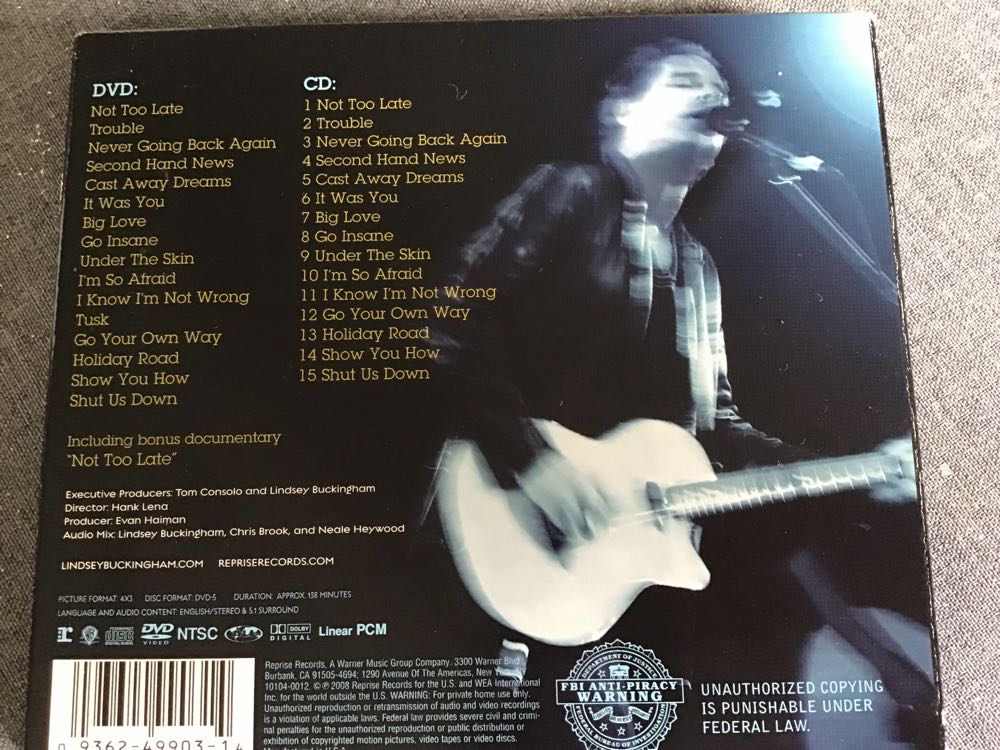 DVD:
Not Too Late
Trouble
Never Going Back Again
Second Hand News
Cast Away Dreams
It Was You
Big Love
Go Insane
Under The Skin
I'm So Afraid
I Know I'm Not Wrong
Tusk
Go Your Own Way
Holiday Road
Show You How
Shut Us Down
Including bonus documentary
"Not Too Late"
CD:
1 Not Too Late
2 Trouble
3 Never Going Back Again
4 Second Hand News
5 Cast Away Dreams
6 It Was You
7 Big Love
8 Go Insane
9 Under The Skin
10 I'm So Afraid
11 I Know I'm Not Wrong
12 Go Your Own Way
13 Holiday Road
14 Show You How
15 Shut Us Down
Executive Producers: Tom Consolo and Lindsey Buckingham
Director: Hank Lena
Producer: Evan Haiman
Audio Mix: Lindsey Buckingham, Chris Brook, and Neale Heywood
LINDSEYBUCKINGHAM.COM REPRISERECORDS.COM
PICTURE FORMAT: 4X3 DISC FORMAT: DVD-5 DURATION: APPROX. 138 MINUTES
LANGUAGE AND AUDIO CONTENT: ENGLISH/STEREO & 5.1 SURROUND
DVD VIDEO NTSC DOLBY DIGITAL Linear PCM
9362-49903-1
Reprise Records, A Warner Music Group Company. 3300 Warner Blvd
Burbank, CA 91505-4694; 1290 Avenue Of The Americas, New York, NY
10104-0012. © ℗ 2008 Reprise Records for the U.S. and WEA International
Inc. for the world outside the U.S. WARNING: For private home use only.
Unauthorized reproduction or retransmission of audio and video recordings
is a violation of applicable laws. Federal law provides severe civil and crimi-
nal penalties for the unauthorized reproduction or public distribution or
exhibition of copyrighted motion pictures, video tapes or video discs.
DEPARTMENT OF JUSTICE
FBI ANTI-PIRACY
WARNING
FEDERAL BUREAU OF INVESTIGATION
UNAUTHORIZED COPYING
IS PUNISHABLE UNDER
FEDERAL LAW.